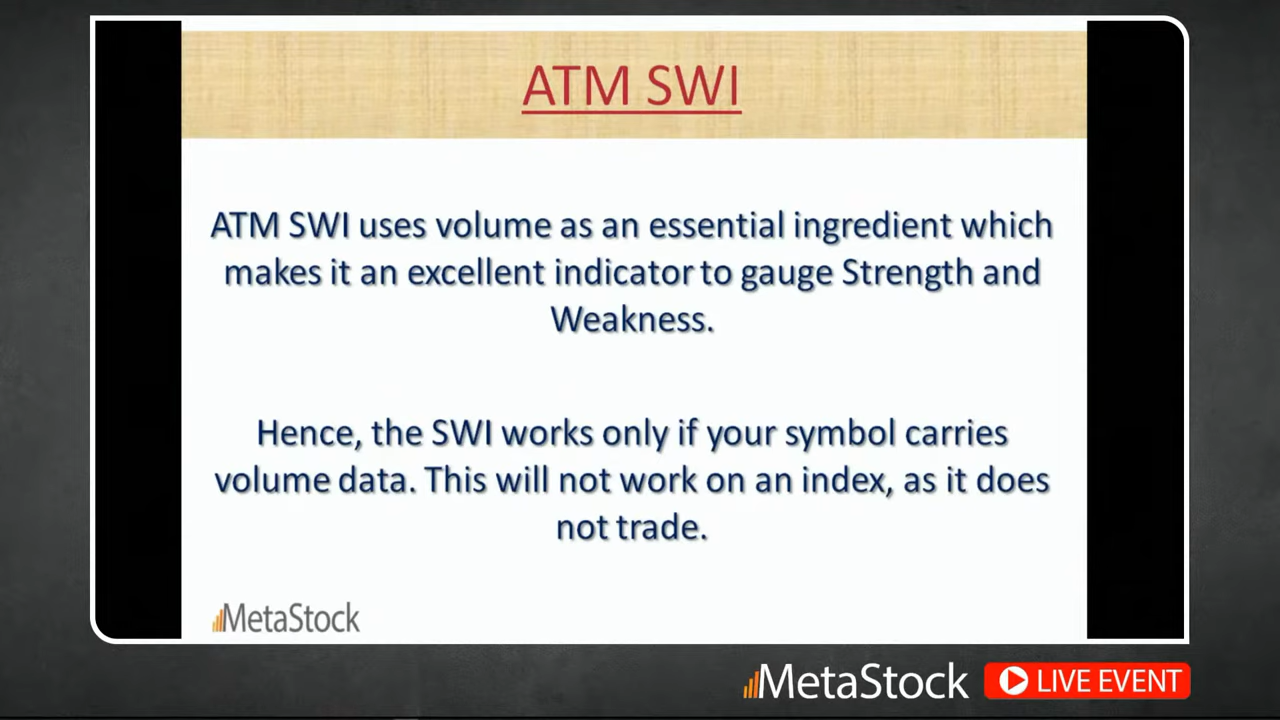 ATM SWI
ATM SWI uses volume as an essential ingredient which
makes it an excellent indicator to gauge Strength and
Weakness.
Hence, the SWI works only if your symbol carries
volume data. This will not work on an index, as it does
not trade.
MetaStock
MetaStock LIVE EVENT